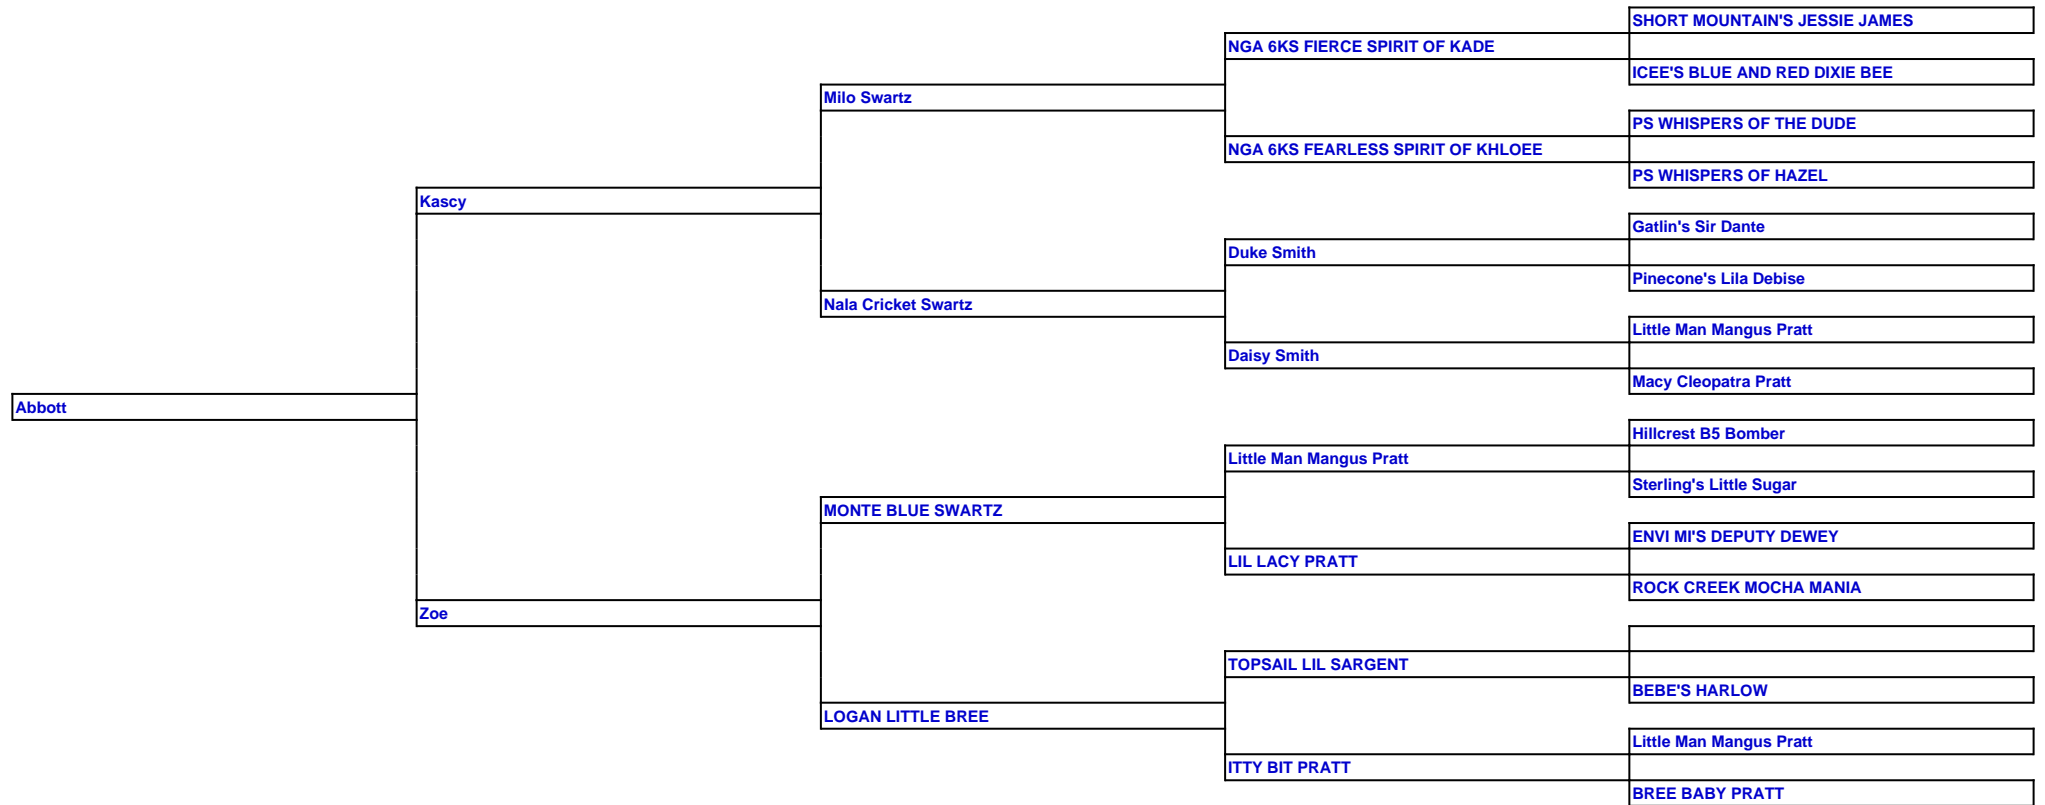 SHORT MOUNTAIN'S JESSIE JAMES
NGA 6KS FIERCE SPIRIT OF KADE
ICEE'S BLUE AND RED DIXIE BEE
Milo Swartz
PS WHISPERS OF THE DUDE
NGA 6KS FEARLESS SPIRIT OF KHLOEE
PS WHISPERS OF HAZEL
Kascy
Gatlin's Sir Dante
Duke Smith
Pinecone's Lila Debise
Nala Cricket Swartz
Little Man Mangus Pratt
Daisy Smith
Macy Cleopatra Pratt
Abbott
Hillcrest B5 Bomber
Little Man Mangus Pratt
Sterling's Little Sugar
MONTE BLUE SWARTZ
ENVI MI'S DEPUTY DEWEY
LIL LACY PRATT
ROCK CREEK MOCHA MANIA
Zoe
TOPSAIL LIL SARGENT
BEBE'S HARLOW
LOGAN LITTLE BREE
Little Man Mangus Pratt
ITTY BIT PRATT
BREE BABY PRATT